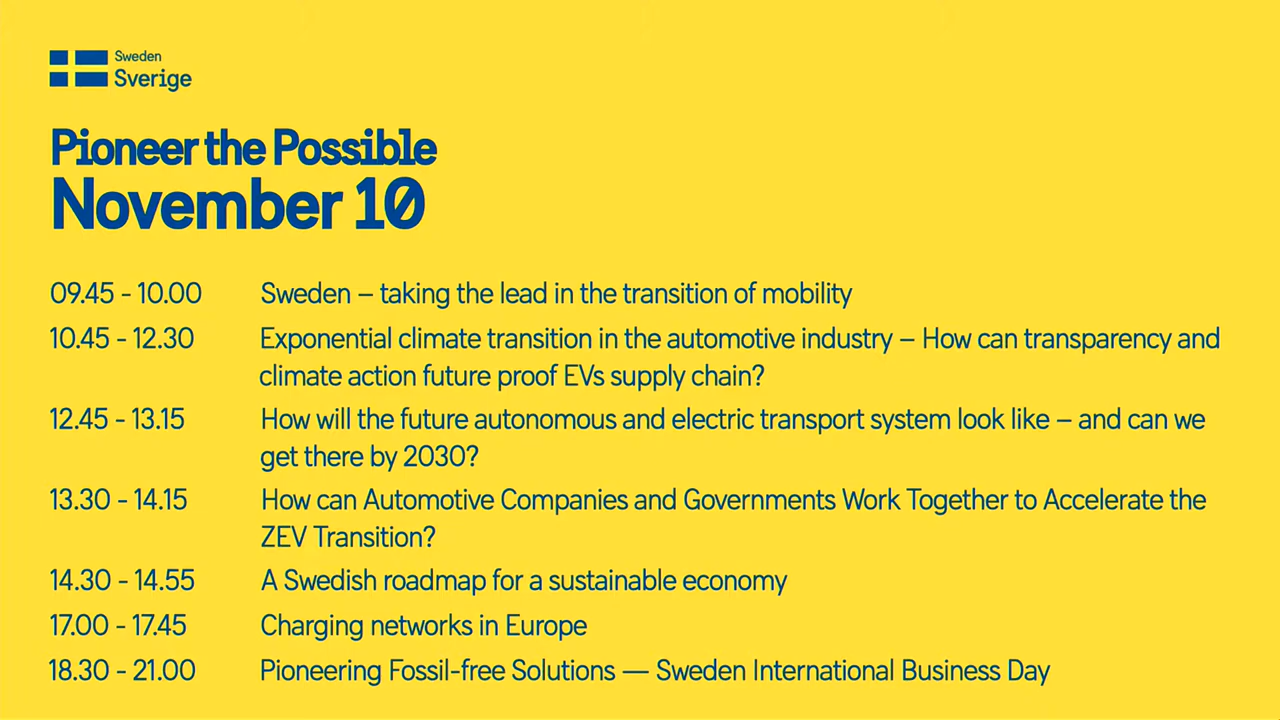 Sweden
Sverige
Pioneer the Possible
November 10
09.45 - 10.00 Sweden – taking the lead in the transition of mobility
10.45 - 12.30 Exponential climate transition in the automotive industry – How can transparency and
climate action future proof EVs supply chain?
12.45 - 13.15 How will the future autonomous and electric transport system look like – and can we
get there by 2030?
13.30 - 14.15 How can Automotive Companies and Governments Work Together to Accelerate the
ZEV Transition?
14.30 - 14.55 A Swedish roadmap for a sustainable economy
17.00 - 17.45 Charging networks in Europe
18.30 - 21.00 Pioneering Fossil-free Solutions — Sweden International Business Day